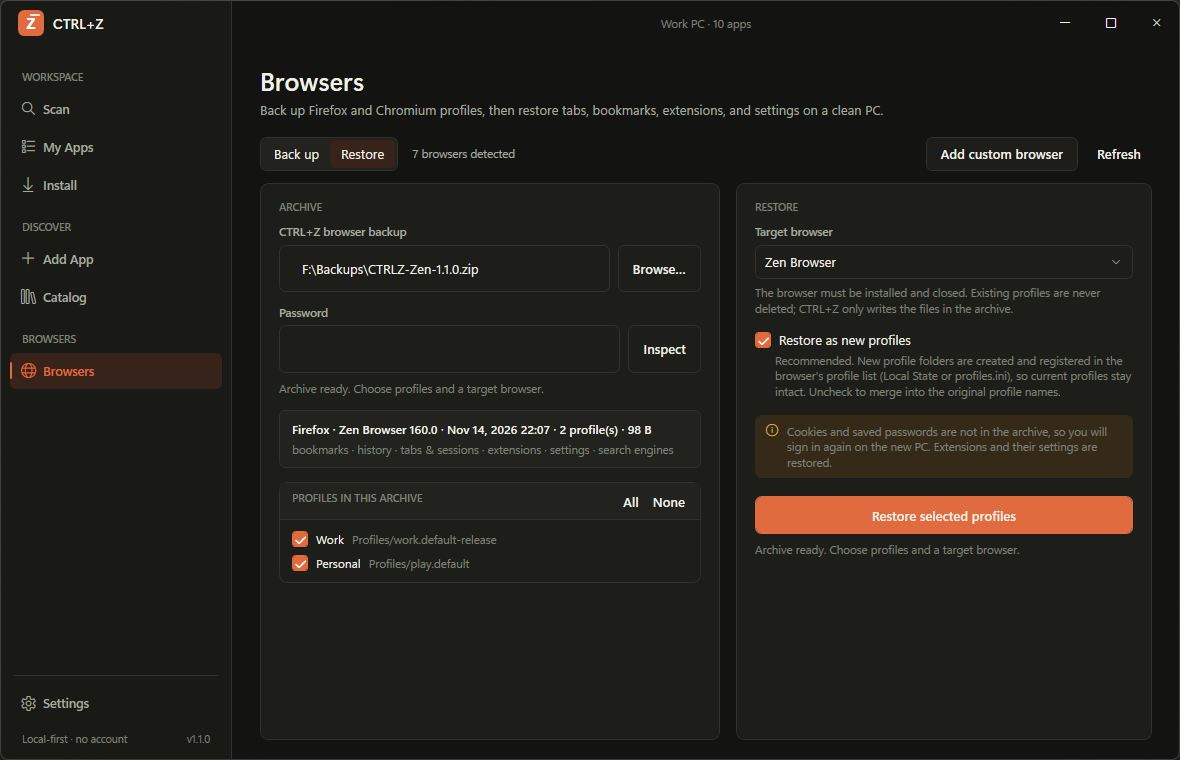 Z CTRL+Z
Work PC · 10 apps
WORKSPACE
Scan
My Apps
Install
DISCOVER
Add App
Catalog
BROWSERS
Browsers
Settings
Local-first · no account v1.1.0
Browsers
Back up Firefox and Chromium profiles, then restore tabs, bookmarks, extensions, and settings on a clean PC.
Back up Restore 7 browsers detected Add custom browser Refresh
ARCHIVE
CTRL+Z browser backup
F:\Backups\CTRLZ-Zen-1.1.0.zip Browse...
Password
Inspect
Archive ready. Choose profiles and a target browser.
Firefox · Zen Browser 160.0 · Nov 14, 2026 22:07 · 2 profile(s) · 98 B
bookmarks · history · tabs & sessions · extensions · settings · search engines
PROFILES IN THIS ARCHIVE All None
Work Profiles/work.default-release
Personal Profiles/play.default
RESTORE
Target browser
Zen Browser
The browser must be installed and closed. Existing profiles are never
deleted; CTRL+Z only writes the files in the archive.
Restore as new profiles
Recommended. New profile folders are created and registered in the
browser's profile list (Local State or profiles.ini), so current profiles stay
intact. Uncheck to merge into the original profile names.
Cookies and saved passwords are not in the archive, so you will
sign in again on the new PC. Extensions and their settings are
restored.
Restore selected profiles
Archive ready. Choose profiles and a target browser.